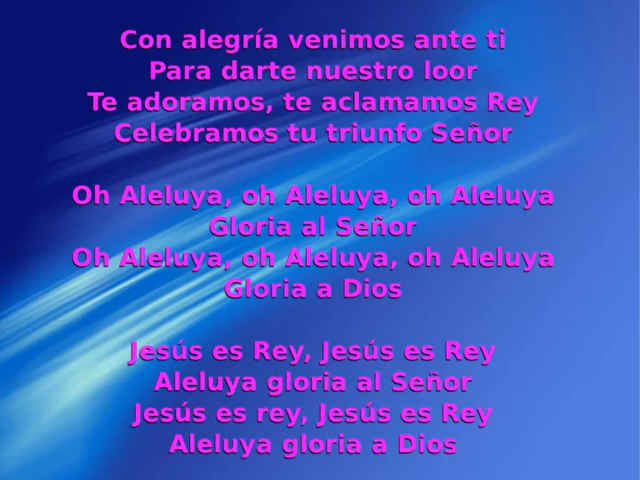 Con alegría venimos ante ti
Para darte nuestro loor
Te adoramos, te aclamamos Rey
Celebramos tu triunfo Señor
Oh Aleluya, oh Aleluya, oh Aleluya
Gloria al Señor
Oh Aleluya, oh Aleluya, oh Aleluya
Gloria a Dios
Jesús es Rey, Jesús es Rey
Aleluya gloria al Señor
Jesús es rey, Jesús es Rey
Aleluya gloria a Dios